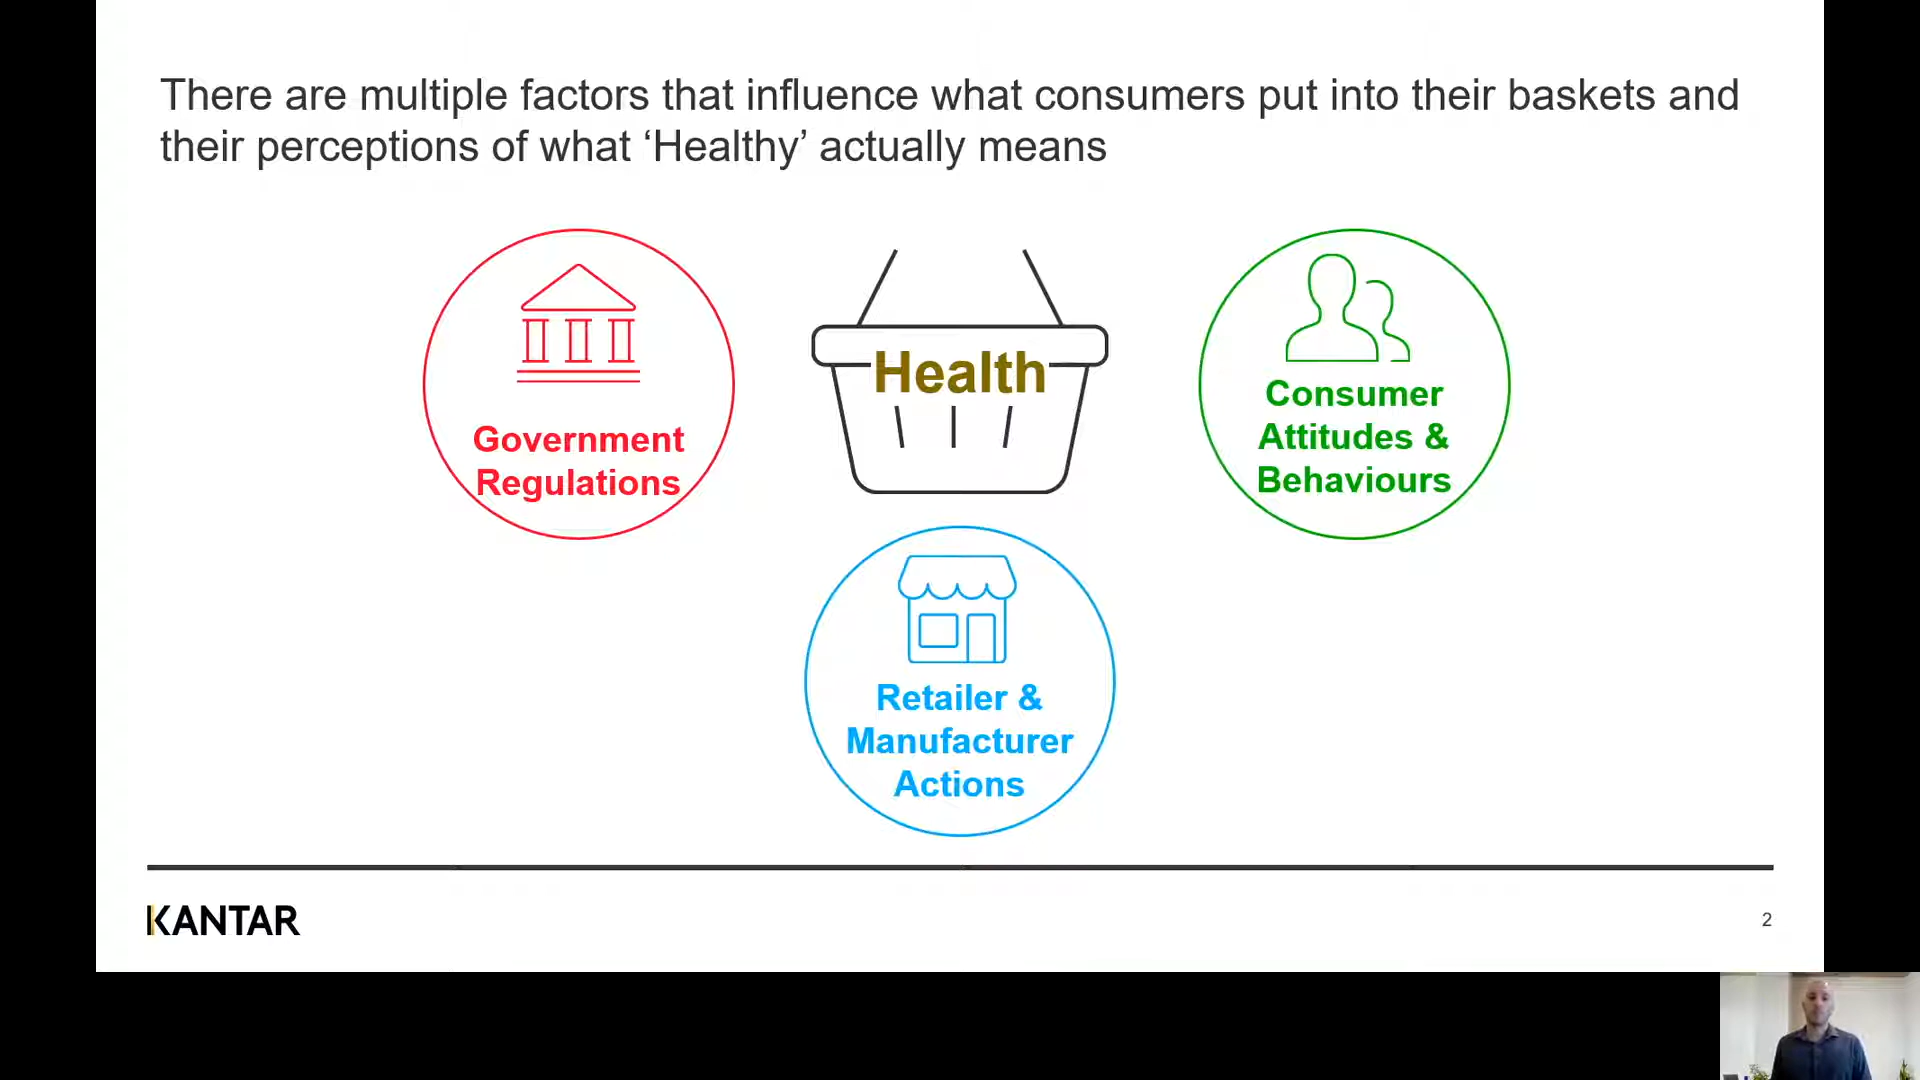 There are multiple factors that influence what consumers put into their baskets and
their perceptions of what ‘Healthy’ actually means
Health
Government
Regulations
Consumer
Attitudes &
Behaviours
Retailer &
Manufacturer
Actions
KANTAR
2